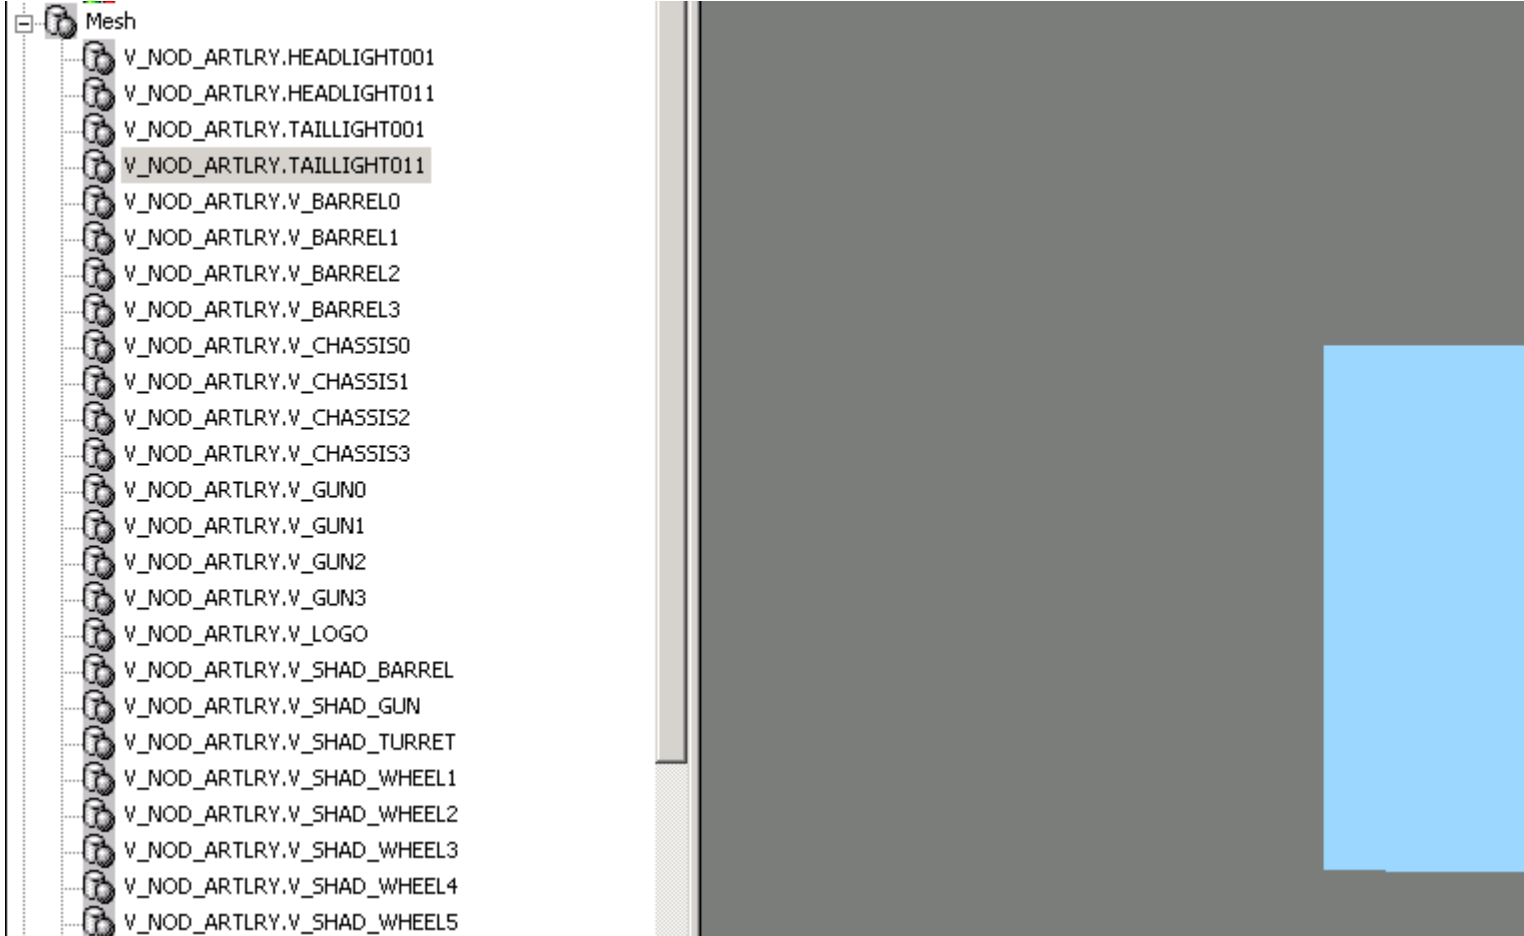 Mesh
V_NOD_ARTLRY.HEADLIGHT001
V_NOD_ARTLRY.HEADLIGHT011
V_NOD_ARTLRY.TAILLIGHT001
V_NOD_ARTLRY.TAILLIGHT011
V_NOD_ARTLRY.V_BARREL0
V_NOD_ARTLRY.V_BARREL1
V_NOD_ARTLRY.V_BARREL2
V_NOD_ARTLRY.V_BARREL3
V_NOD_ARTLRY.V_CHASSIS0
V_NOD_ARTLRY.V_CHASSIS1
V_NOD_ARTLRY.V_CHASSIS2
V_NOD_ARTLRY.V_CHASSIS3
V_NOD_ARTLRY.V_GUN0
V_NOD_ARTLRY.V_GUN1
V_NOD_ARTLRY.V_GUN2
V_NOD_ARTLRY.V_GUN3
V_NOD_ARTLRY.V_LOGO
V_NOD_ARTLRY.V_SHAD_BARREL
V_NOD_ARTLRY.V_SHAD_GUN
V_NOD_ARTLRY.V_SHAD_TURRET
V_NOD_ARTLRY.V_SHAD_WHEEL1
V_NOD_ARTLRY.V_SHAD_WHEEL2
V_NOD_ARTLRY.V_SHAD_WHEEL3
V_NOD_ARTLRY.V_SHAD_WHEEL4
V_NOD_ARTLRY.V_SHAD_WHEEL5